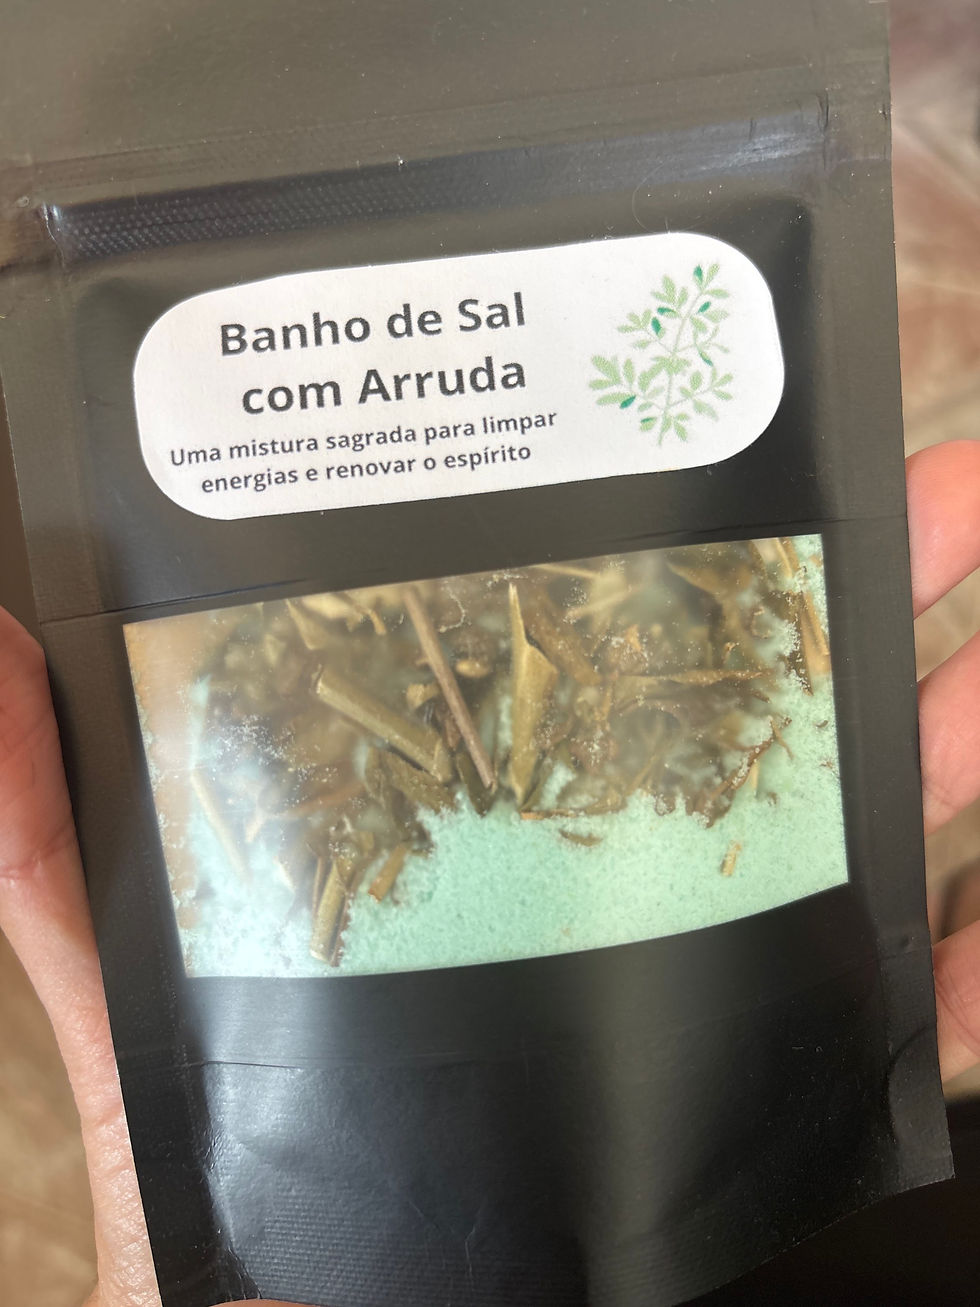 Banho de Sal
com Arruda
Uma mistura sagrada para limpar
energias e renovar o espírito